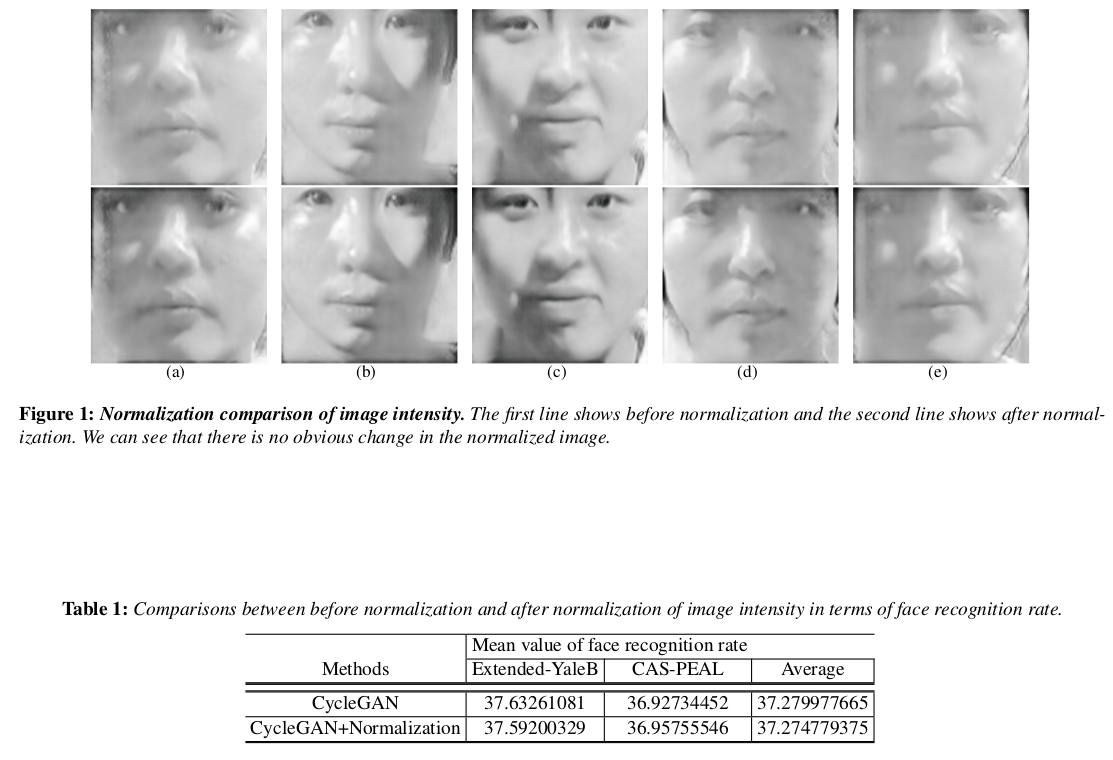 (a) (b) (c) (d) (e)
Figure 1: Normalization comparison of image intensity. The first line shows before normalization and the second line shows after normal-
ization. We can see that there is no obvious change in the normalized image.
Table 1: Comparisons between before normalization and after normalization of image intensity in terms of face recognition rate.
Mean value of face recognition rate
Methods Extended-YaleB CAS-PEAL Average
CycleGAN 37.63261081 36.92734452 37.279977665
CycleGAN+Normalization 37.59200329 36.95755546 37.274779375